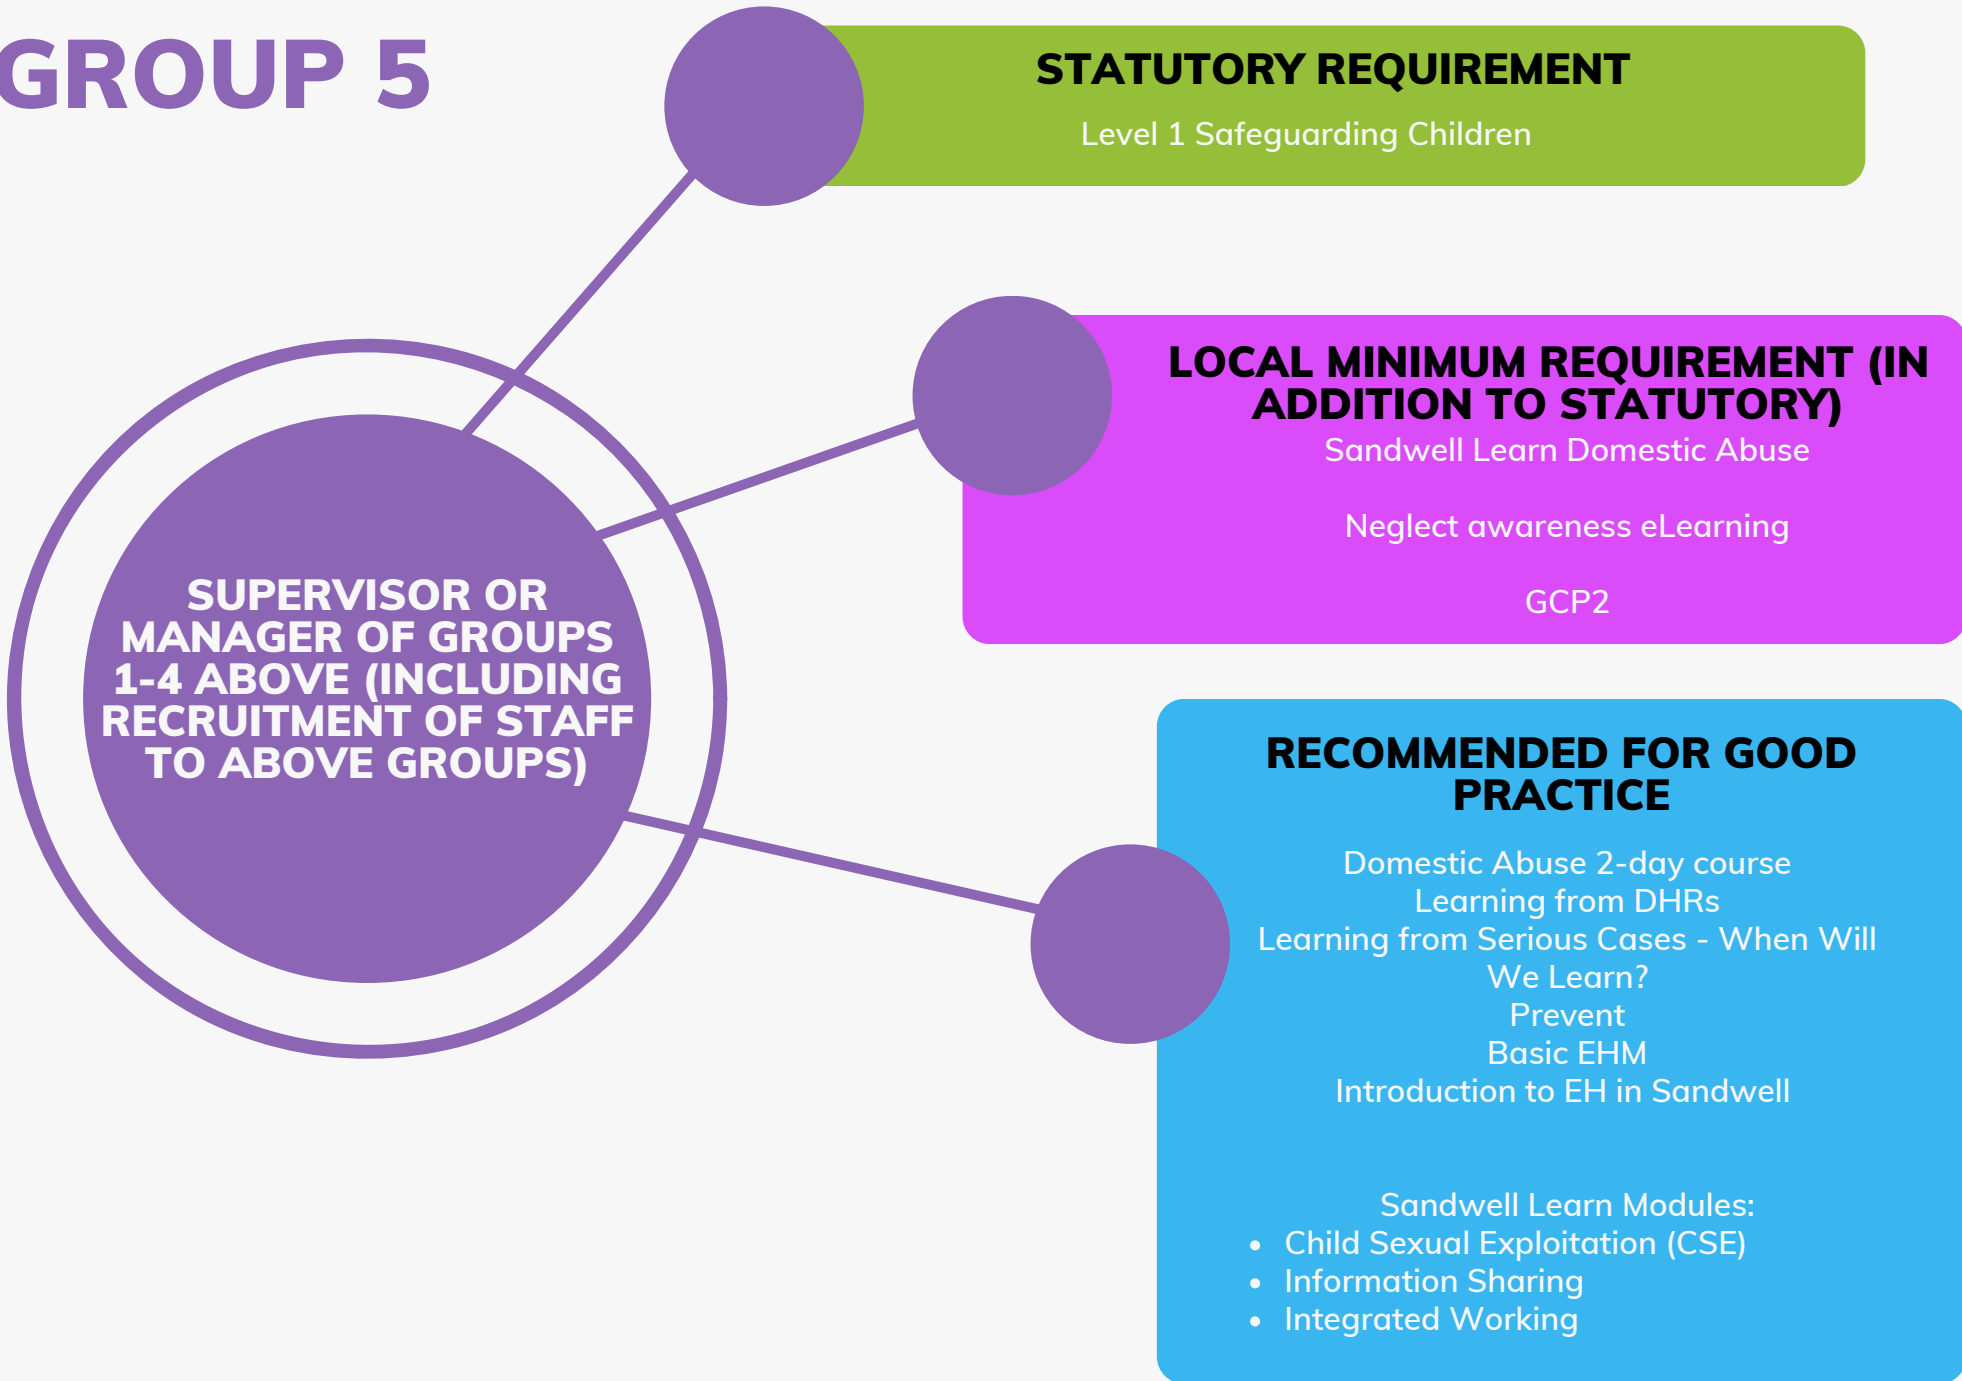 GROUP 5
STATUTORY REQUIREMENT
Level 1 Safeguarding Children
LOCAL MINIMUM REQUIREMENT (IN
ADDITION TO STATUTORY)
Sandwell Learn Domestic Abuse
Neglect awareness eLearning
GCP2
SUPERVISOR OR
MANAGER OF GROUPS
1-4 ABOVE (INCLUDING
RECRUITMENT OF STAFF
TO ABOVE GROUPS)
RECOMMENDED FOR GOOD
PRACTICE
Domestic Abuse 2-day course
Learning from DHRs
Learning from Serious Cases - When Will
We Learn?
Prevent
Basic EHM
Introduction to EH in Sandwell
Sandwell Learn Modules:
• Child Sexual Exploitation (CSE)
• Information Sharing
• Integrated Working